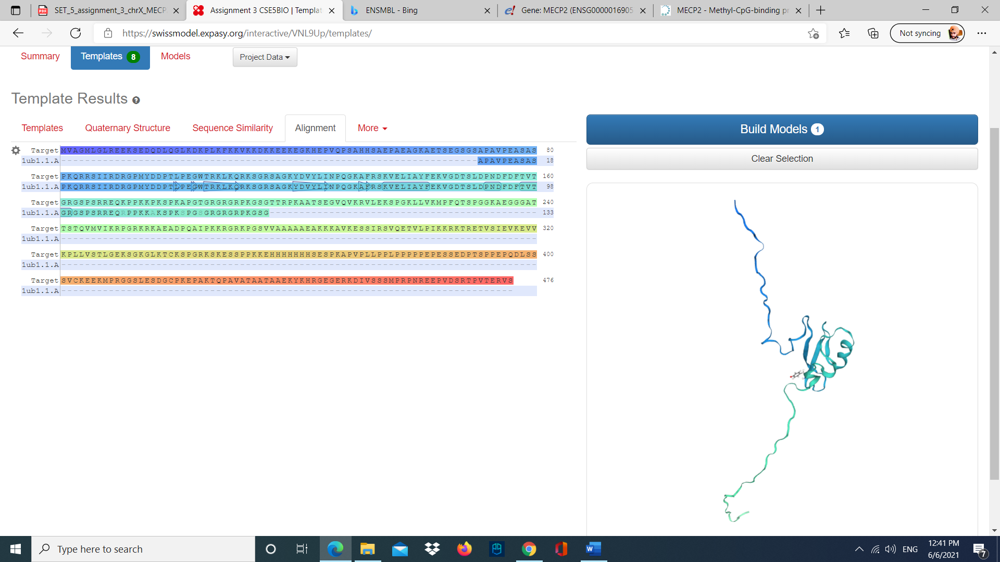 SET_5_assignment_3_chrX_MECP
Assignment 3 CSE5BIO | Templat
ENSMBL - Bing
Gene: MECP2 (ENSG0000016905
MECP2 - Methyl-CpG-binding pr
https://swissmodel.expasy.org/interactive/VNL9Up/templates/
Not syncing
Summary
Templates 8
Models
Project Data
Template Results
Templates
Quaternary Structure
Sequence Similarity
Alignment
More
Build Models 1
Clear Selection
Target MVAGMLGLREEKSEDQDLQGLKDKPLKFKKVKKDKKEEKEGKHEPVQPSAHHSAEPAEAGKAETSEGSGSAPAVPEASAS 80
1ub1.1.A ----------------------------------------------------------------------APAVPEASAS 18
Target PKQRRSIIRDRGPMYDDPTLPEGWTRKLKQRKSGRSAGKYDVYLINPQGKAFRSKVELIAYFEKVGDTSLDPNDFDFTVT 160
1ub1.1.A PKQRRSIIRDRGPMYDDPTLPEGWTRKLKQRKSGRSAGKYDVYLINPQGKAFRSKVELIAYFEKVGDTSLDPNDFDFTVT 98
Target GRGSPSRREQKPPKKPKSPKAPGTGRGRGRPKGSGTTRPKAATSEGVQVKRVLEKSPGKLLVKMPFQTSPGGKAEGGGAT 240
1ub1.1.A GRGSPSRREQRPPKKAKSPKSPGSGRGRGRPKGSG--------------------------------------------- 133
Target TSTQVMVIKRPGRKRKAEADPQAIPKKRGRKPGSVVAAAAAEAKKKAVKESSIRSVQETVLPIKKRKTRETVSIEVKEVV 320
1ub1.1.A --------------------------------------------------------------------------------
Target KPLLVSTLGEKSGKGLKTCKSPGRKSKESSPPKKEHHHHHHHSESPKAPVPLLPPLPPPPPEPESSEDPTSPPEPQDLSS 400
1ub1.1.A --------------------------------------------------------------------------------
Target SVCKEEKMPRGGSLESDGCPKEPAKTQPAVATAATAAEKYKHRGEGERKDIVSSSMPRPNREEPVDSRTPVTERVS 476
1ub1.1.A ----------------------------------------------------------------------------
Type here to search
ENG
12:41 PM
6/6/2021
7